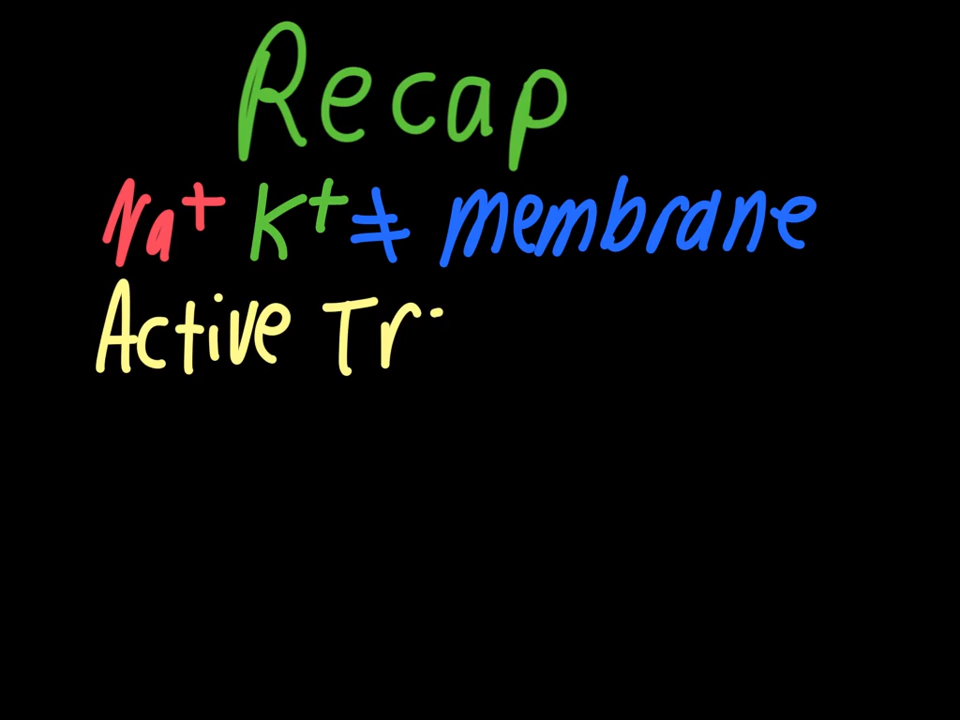 Recap
Na+ K+ ≠ membrane
Active Tr